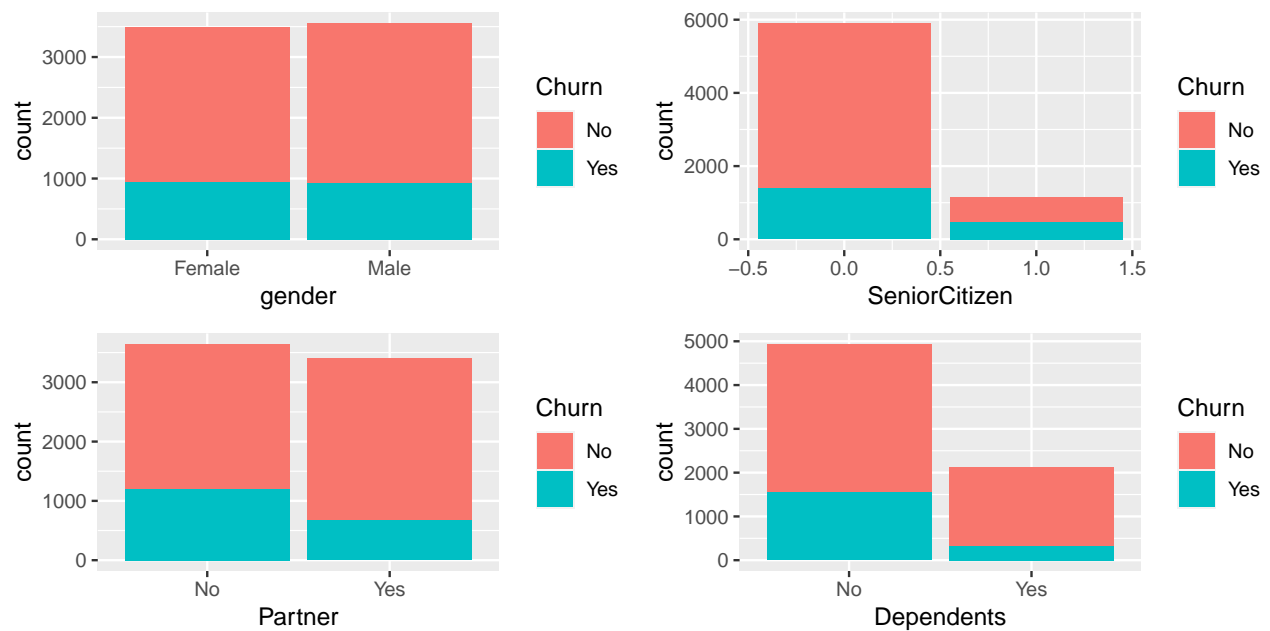 count
3000
2000
1000
0
Female Male
gender
Churn
No
Yes
count
6000
4000
2000
0
−0.5 0.0 0.5 1.0 1.5
SeniorCitizen
Churn
No
Yes
count
3000
2000
1000
0
No Yes
Partner
Churn
No
Yes
count
5000
4000
3000
2000
1000
0
No Yes
Dependents
Churn
No
Yes